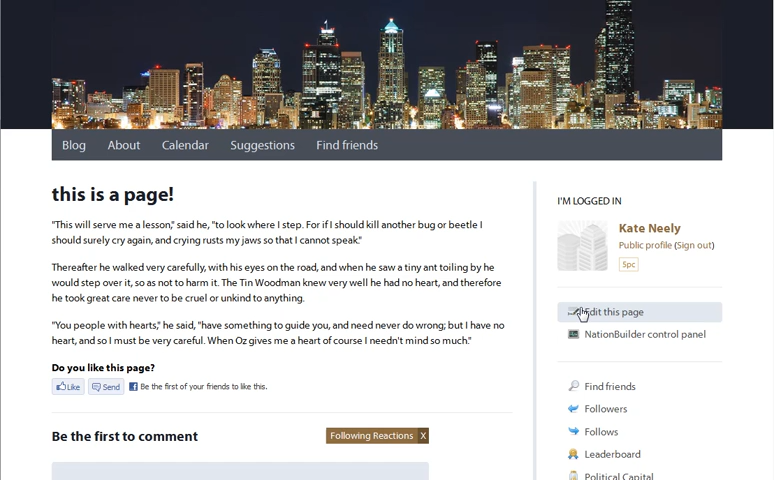 Blog About Calendar Suggestions Find friends
this is a page!
"This will serve me a lesson," said he, "to look where I step. For if I should kill another bug or beetle I
should surely cry again, and crying rusts my jaws so that I cannot speak."
Thereafter he walked very carefully, with his eyes on the road, and when he saw a tiny ant toiling by he
would step over it, so as not to harm it. The Tin Woodman knew very well he had no heart, and therefore
he took great care never to be cruel or unkind to anything.
"You people with hearts," he said, "have something to guide you, and need never do wrong; but I have no
heart, and so I must be very careful. When Oz gives me a heart of course I needn't mind so much."
Do you like this page?
Like Send Be the first of your friends to like this.
Be the first to comment
Following Reactions X
I'M LOGGED IN
Kate Neely
Public profile (Sign out)
5pc
Edit this page
NationBuilder control panel
Find friends
Followers
Follows
Leaderboard
Political Capital